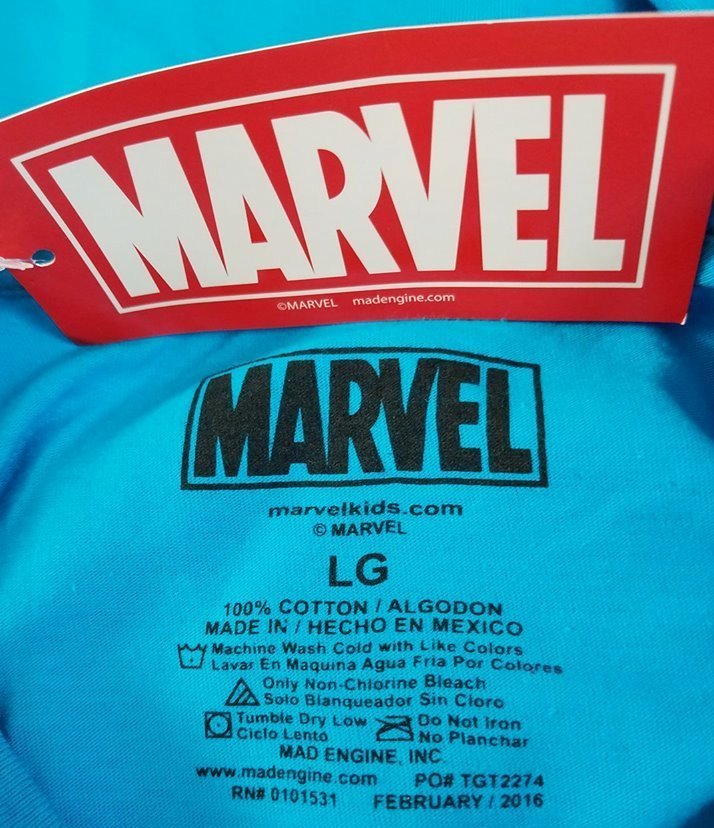 MARVEL
©MARVEL madengine.com
MARVEL
marvelkids.com
© MARVEL
LG
100% COTTON / ALGODON
MADE IN / HECHO EN MEXICO
Machine Wash Cold with Like Colors
Lavar En Maquina Agua Fria Por Colores
Only Non-Chlorine Bleach
Solo Blanqueador Sin Cloro
Tumble Dry Low Do Not Iron
Ciclo Lento No Planchar
MAD ENGINE, INC.
www.madengine.com PO# TGT2274
RN# 0101531 FEBRUARY / 2016